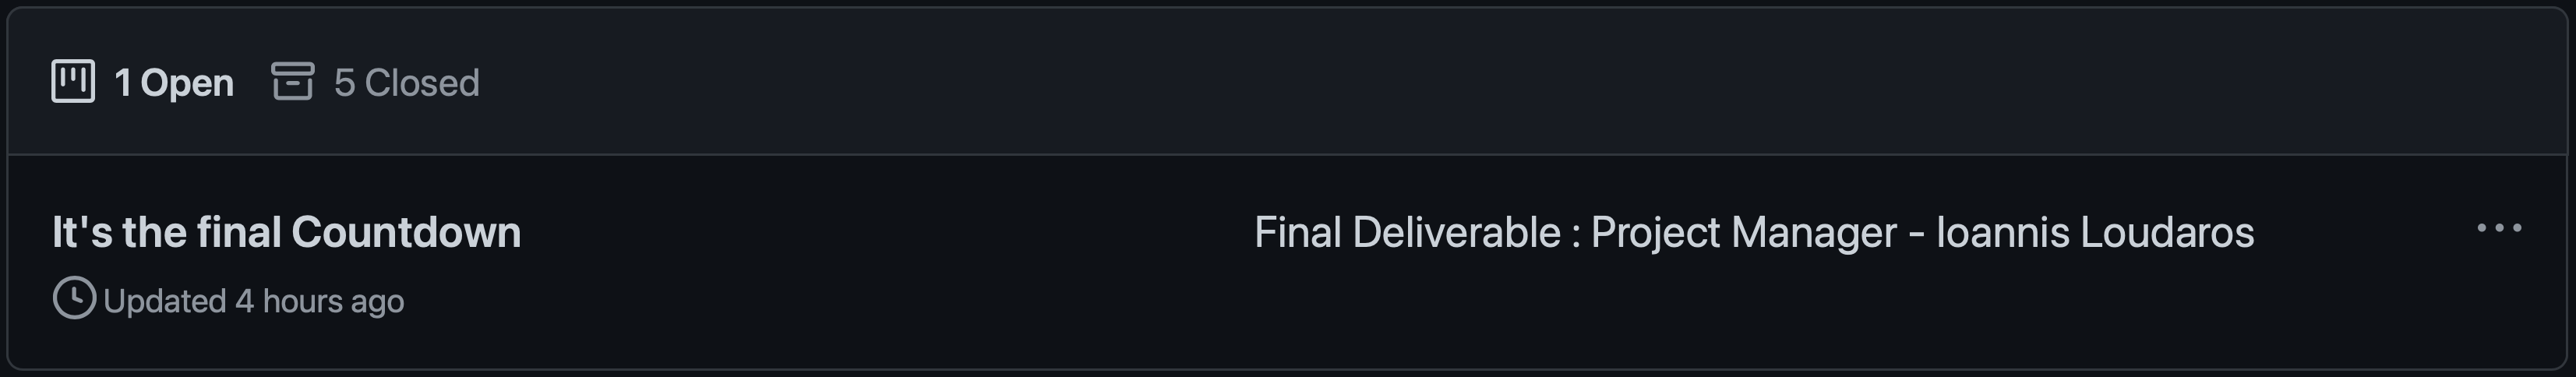 1 Open 5 Closed
It's the final Countdown
Final Deliverable : Project Manager - Ioannis Loudaros
Updated 4 hours ago